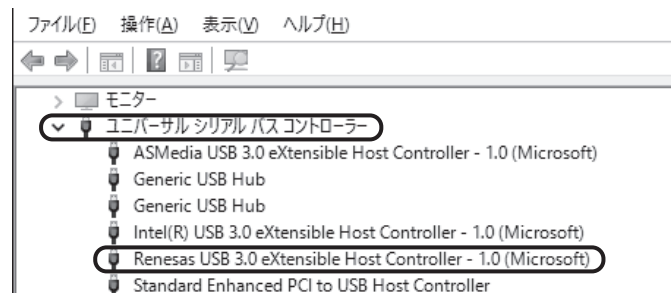 ファイル(F) 操作(A) 表示(V) ヘルプ(H)
モニター
ユニバーサル シリアル バス コントローラー
ASMedia USB 3.0 eXtensible Host Controller - 1.0 (Microsoft)
Generic USB Hub
Generic USB Hub
Intel(R) USB 3.0 eXtensible Host Controller - 1.0 (Microsoft)
Renesas USB 3.0 eXtensible Host Controller - 1.0 (Microsoft)
Standard Enhanced PCI to USB Host Controller